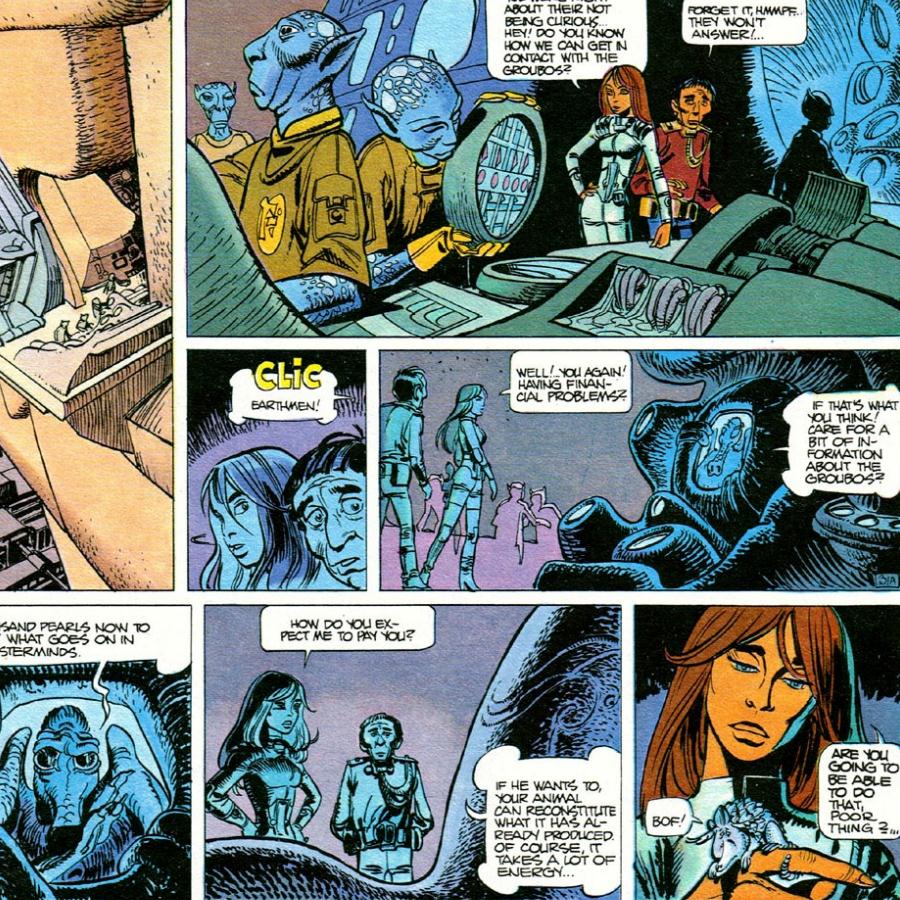 ABOUT THEIR NOT
BEING CURIOUS...
HEY! DO YOU KNOW
HOW WE CAN GET IN
CONTACT WITH THE
GROUBOS?
FORGET IT, HMMPF...
THEY WON'T
ANSWER!...
CLIC
EARTHMEN!
WELL!..YOU AGAIN!
HAVING FINAN-
CIAL PROBLEMS?
IF THAT'S WHAT
YOU THINK!
CARE FOR A
BIT OF IN-
FORMATION
ABOUT THE
GROUBOS?
31A
SAND PEARLS NOW TO
WHAT GOES ON IN
STERMINDS.
HOW DO YOU EX-
PECT ME TO PAY YOU?
IF HE WANTS TO,
YOUR ANIMAL
CAN RECONSTITUTE
WHAT IT HAS AL-
READY PRODUCED.
OF COURSE, IT
TAKES A LOT OF
ENERGY...
BOF!
ARE YOU
GOING TO
BE ABLE
TO DO
THAT,
POOR
THING?...